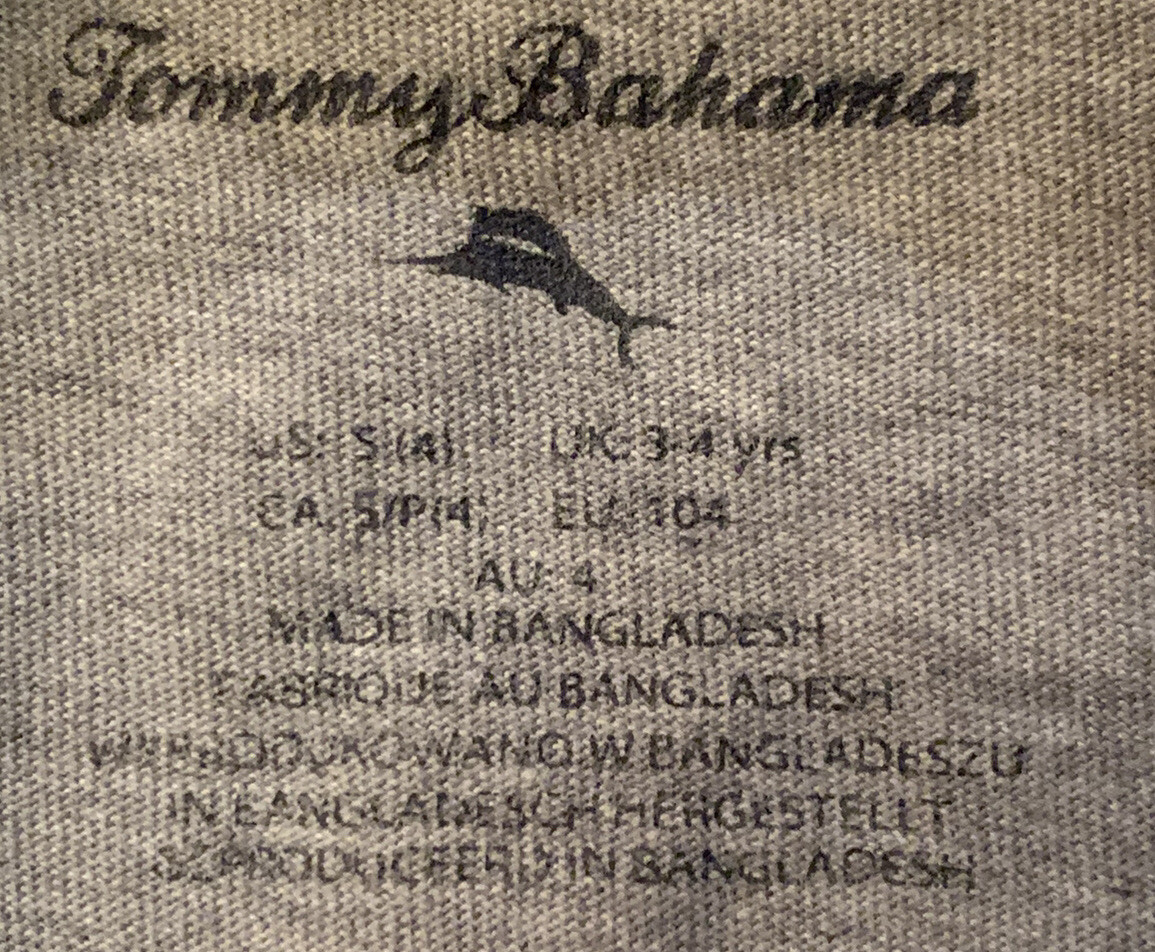 Tommy Bahama
US: S (4) UK: 3-4 yrs
CA: S/P(4) EU: 104
AU: 4
MADE IN BANGLADESH
FABRIQUE AU BANGLADESH
WYPRODUKOWANO W BANGLADESZU
IN BANGLADESCH HERGESTELLT
GEPRODUCEERD IN BANGLADESH